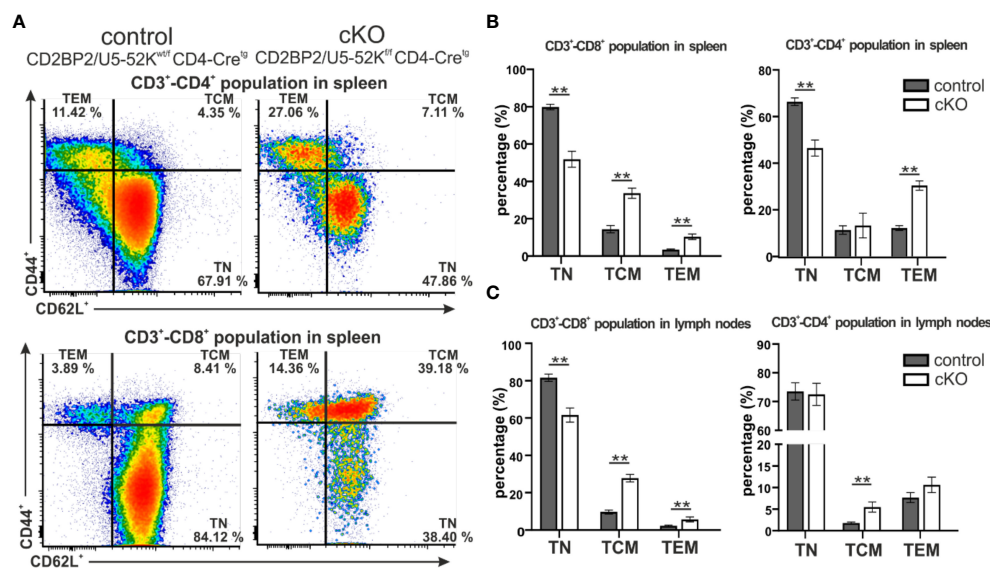 A
control
CD2BP2/U5-52Kwt/f CD4-Cretg
cKO
CD2BP2/U5-52Kf/f CD4-Cretg
CD3+-CD4+ population in spleen
TEM
11.42 %
TCM
4.35 %
TEM
27.06 %
TCM
7.11 %
TN
67.91 %
TN
47.86 %
CD44+
CD62L+
CD3+-CD8+ population in spleen
TEM
3.89 %
TCM
8.41 %
TEM
14.36 %
TCM
39.18 %
TN
84.12 %
TN
38.40 %
CD44+
CD62L+
B
CD3+-CD8+ population in spleen
percentage (%)
100
80
60
40
20
0
**
**
**
TN TCM TEM
CD3+-CD4+ population in spleen
percentage (%)
80
60
40
20
0
**
**
control
cKO
TN TCM TEM
C
CD3+-CD8+ population in lymph nodes
percentage (%)
100
80
60
40
20
0
**
**
**
TN TCM TEM
CD3+-CD4+ population in lymph nodes
percentage (%)
90
80
70
60
20
15
10
5
0
**
control
cKO
TN TCM TEM